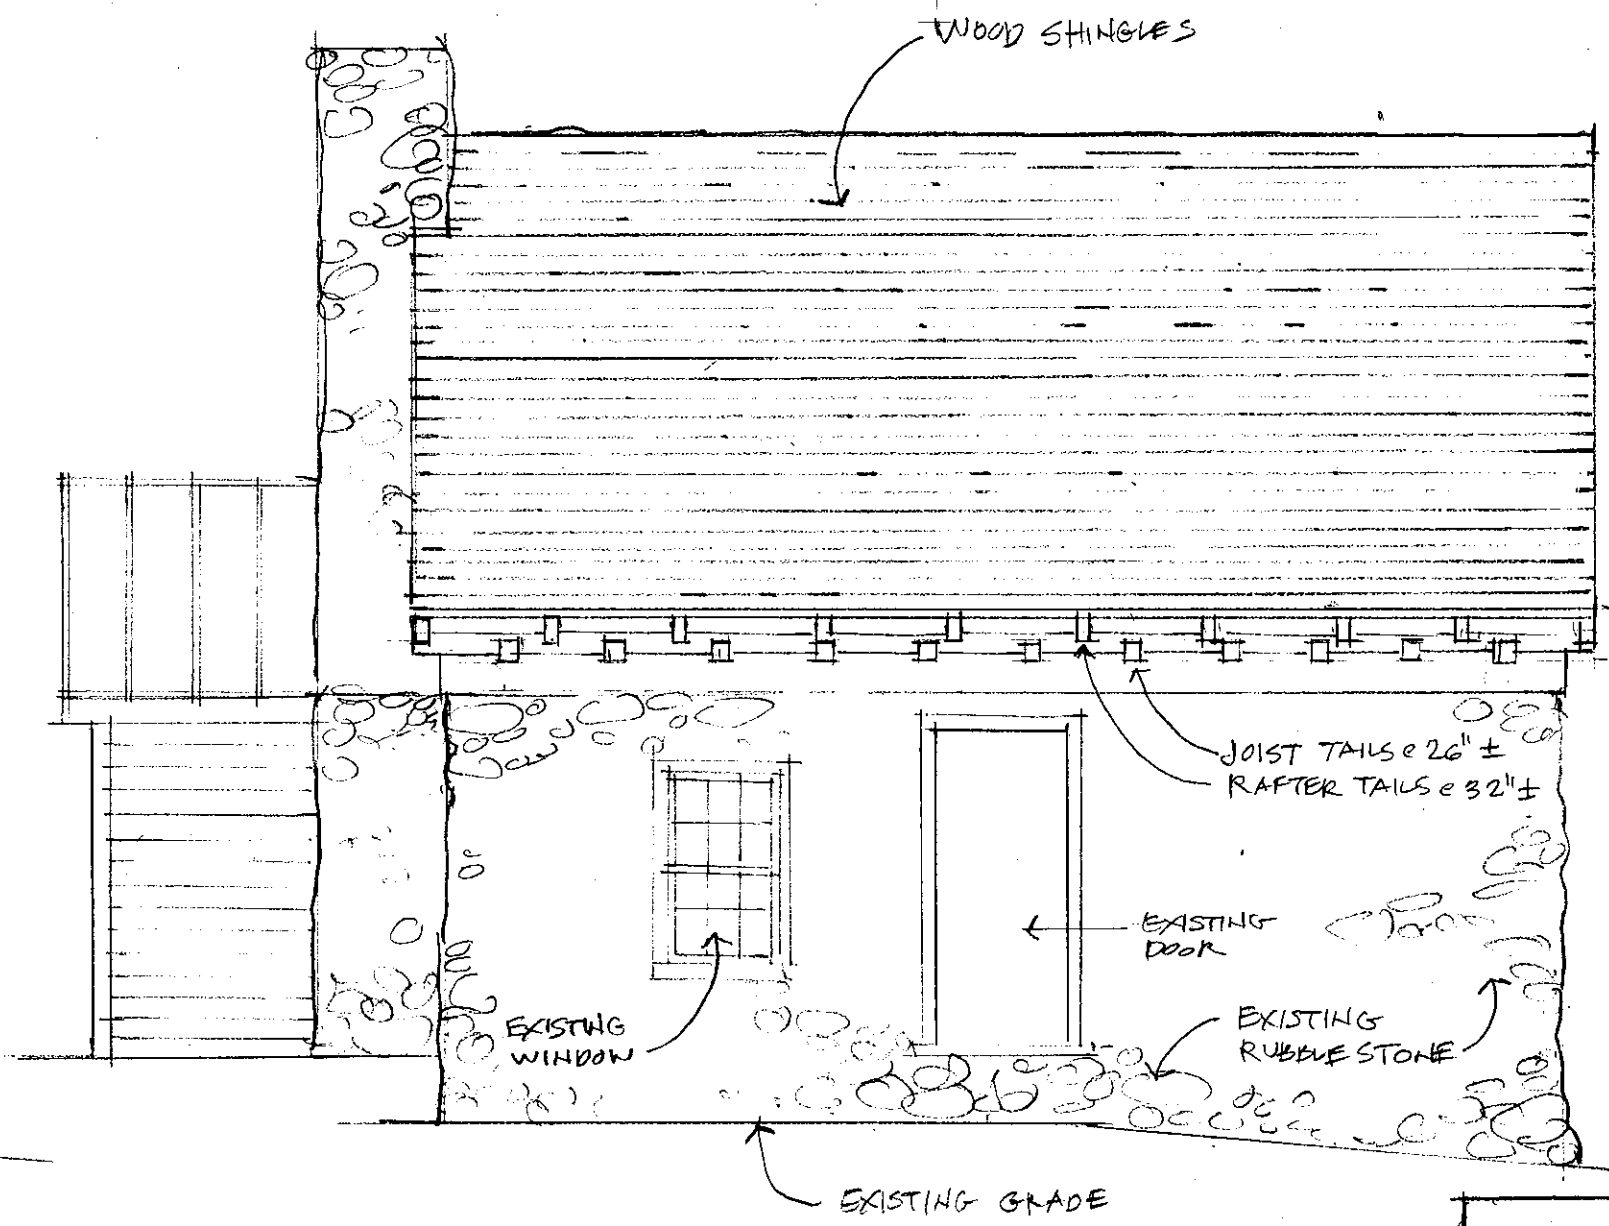 WOOD SHINGLES
JOIST TAILS @ 26" ±
RAFTER TAILS @ 32" ±
EXISTING
DOOR
EXISTING
WINDOW
EXISTING
RUBBLE STONE
EXISTING GRADE